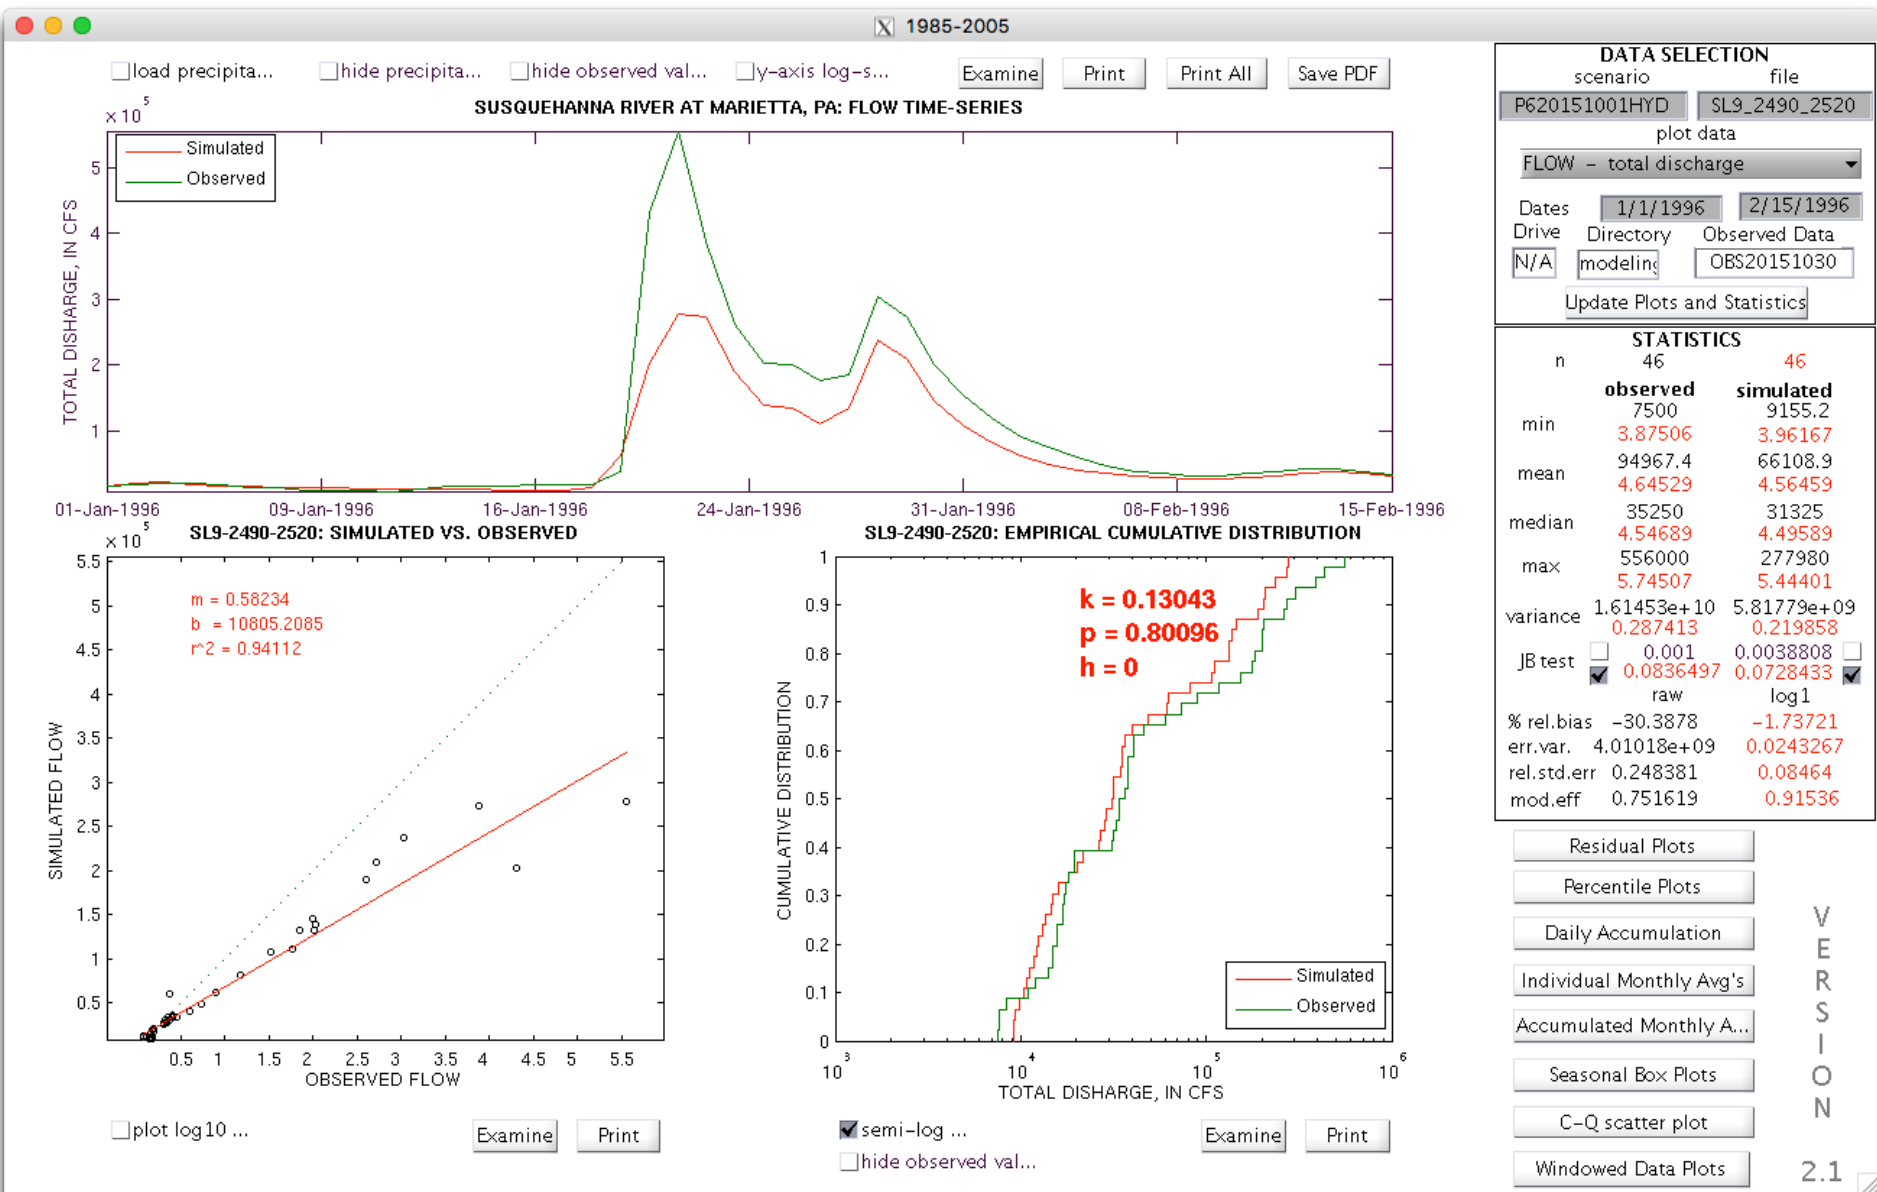 1985-2005
load precipita...
hide precipita...
hide observed val...
y-axis log-s...
Examine
Print
Print All
Save PDF
× 10 5
SUSQUEHANNA RIVER AT MARIETTA, PA: FLOW TIME-SERIES
TOTAL DISHARGE, IN CFS
5
4
3
2
1
Simulated
Observed
01-Jan-1996
09-Jan-1996
16-Jan-1996
24-Jan-1996
31-Jan-1996
08-Feb-1996
15-Feb-1996
× 10 5
SL9-2490-2520: SIMULATED VS. OBSERVED
SIMULATED FLOW
5.5
5
4.5
4
3.5
3
2.5
2
1.5
1
0.5
m = 0.58234
b = 10805.2085
r^2 = 0.94112
0.5 1 1.5 2 2.5 3 3.5 4 4.5 5 5.5
OBSERVED FLOW
plot log10 ...
Examine
Print
SL9-2490-2520: EMPIRICAL CUMULATIVE DISTRIBUTION
CUMULATIVE DISTRIBUTION
1
0.9
0.8
0.7
0.6
0.5
0.4
0.3
0.2
0.1
0
k = 0.13043
p = 0.80096
h = 0
Simulated
Observed
10 3 10 4 10 5 10 6
TOTAL DISHARGE, IN CFS
semi-log ...
hide observed val...
Examine
Print
DATA SELECTION
scenario file
P620151001HYD SL9_2490_2520
plot data
FLOW - total discharge
Dates 1/1/1996 2/15/1996
Drive Directory Observed Data
N/A modeling OBS20151030
Update Plots and Statistics
STATISTICS
n 46 46
observed simulated
min 7500 9155.2
3.87506 3.96167
mean 94967.4 66108.9
4.64529 4.56459
median 35250 31325
4.54689 4.49589
max 556000 277980
5.74507 5.44401
variance 1.61453e+10 5.81779e+09
0.287413 0.219858
JB test 0.001 0.0038808
0.0836497 0.0728433
raw log1
% rel.bias -30.3878 -1.73721
err.var. 4.01018e+09 0.0243267
rel.std.err 0.248381 0.08464
mod.eff 0.751619 0.91536
Residual Plots
Percentile Plots
Daily Accumulation
Individual Monthly Avg's
Accumulated Monthly A...
Seasonal Box Plots
C-Q scatter plot
Windowed Data Plots
VERSION
2.1